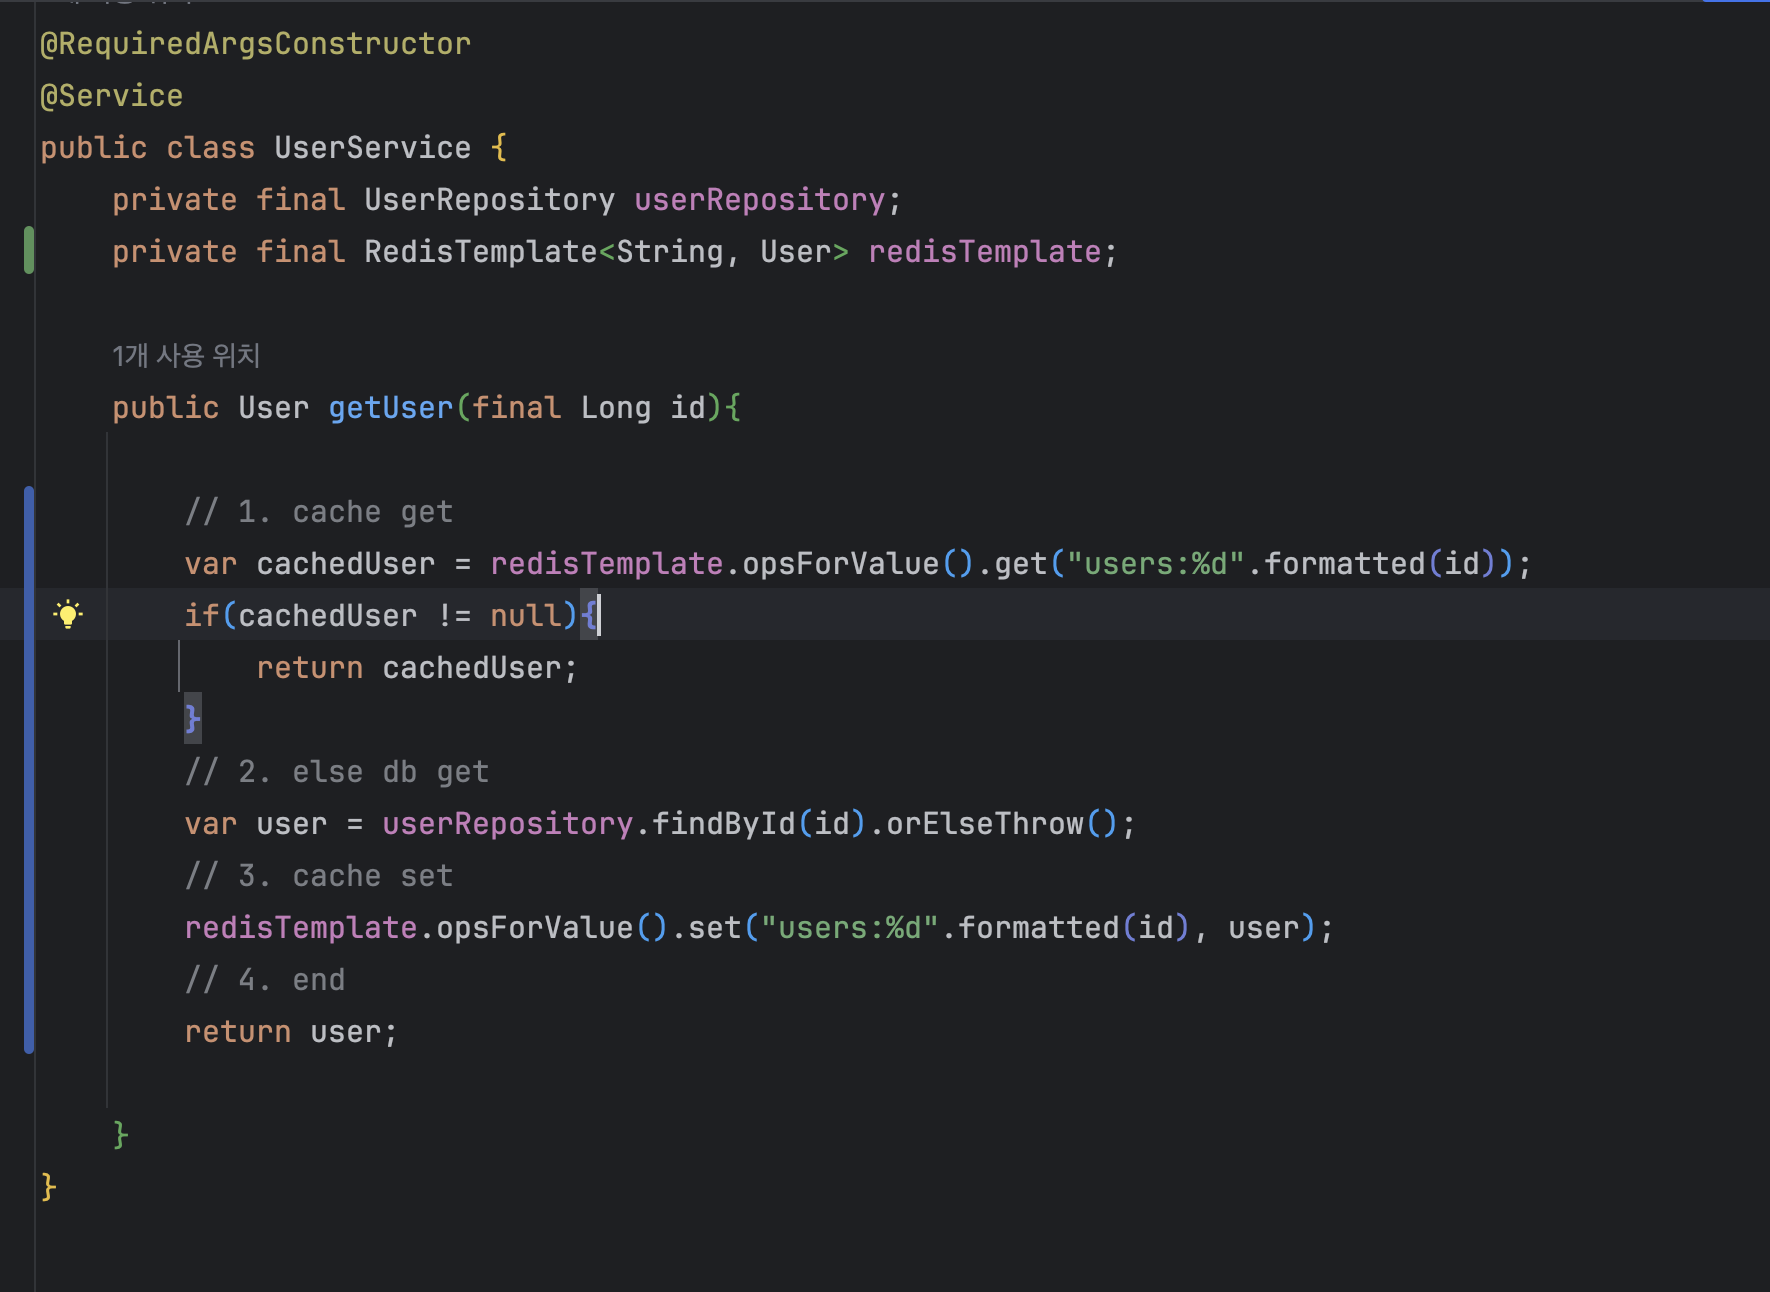 @RequiredArgsConstructor
@Service
public class UserService {
    private final UserRepository userRepository;
    private final RedisTemplate<String, User> redisTemplate;
    1개 사용 위치
    public User getUser(final Long id){
        // 1. cache get
        var cachedUser = redisTemplate.opsForValue().get("users:%d".formatted(id));
        if(cachedUser != null){
            return cachedUser;
        }
        // 2. else db get
        var user = userRepository.findById(id).orElseThrow();
        // 3. cache set
        redisTemplate.opsForValue().set("users:%d".formatted(id), user);
        // 4. end
        return user;
    }
}